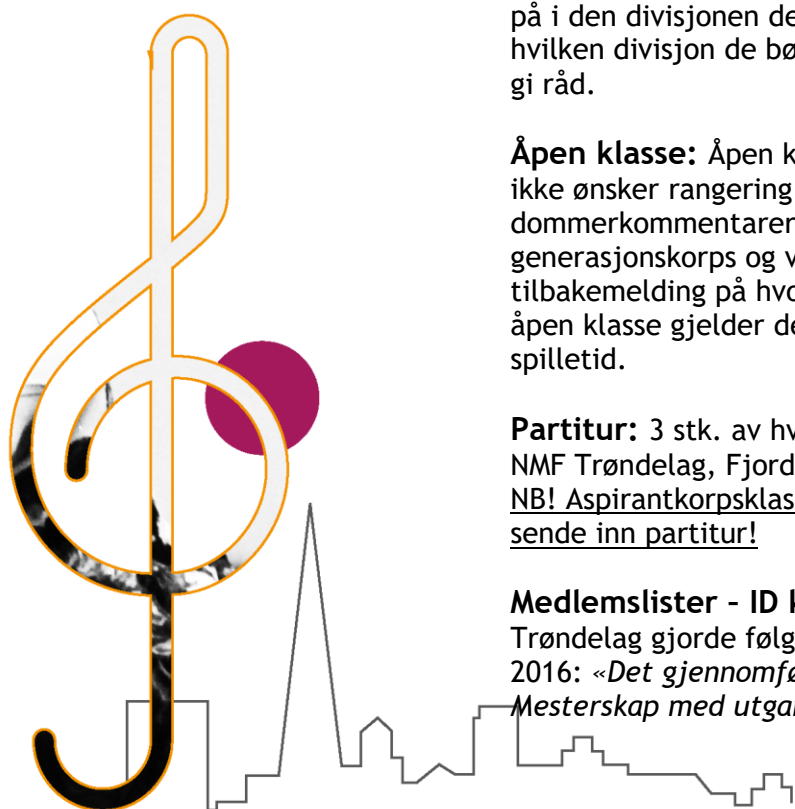 på i den divisjonen de
hvilken divisjon de bø
gi råd.
Åpen klasse: Åpen k
ikke ønsker rangering
dommerkommentarer
generasjonskorps og v
tilbakemelding på hvo
åpen klasse gjelder de
spilletid.
Partitur: 3 stk. av hv
NMF Trøndelag, Fjord
NB! Aspirantkorpsklas
sende inn partitur!
Medlemslister – ID k
Trøndelag gjorde følg
2016: «Det gjennomfø
Mesterskap med utga